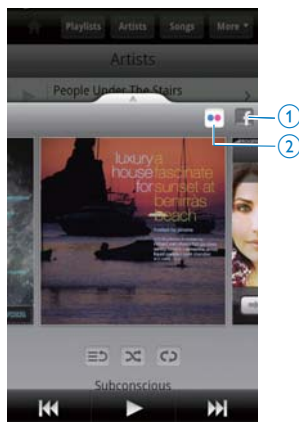 Playlists Artists Songs More
Artists
People Under The Stairs
1
2
luxury a
house fascinate
for sunset at
benirras
beach
Subconscious